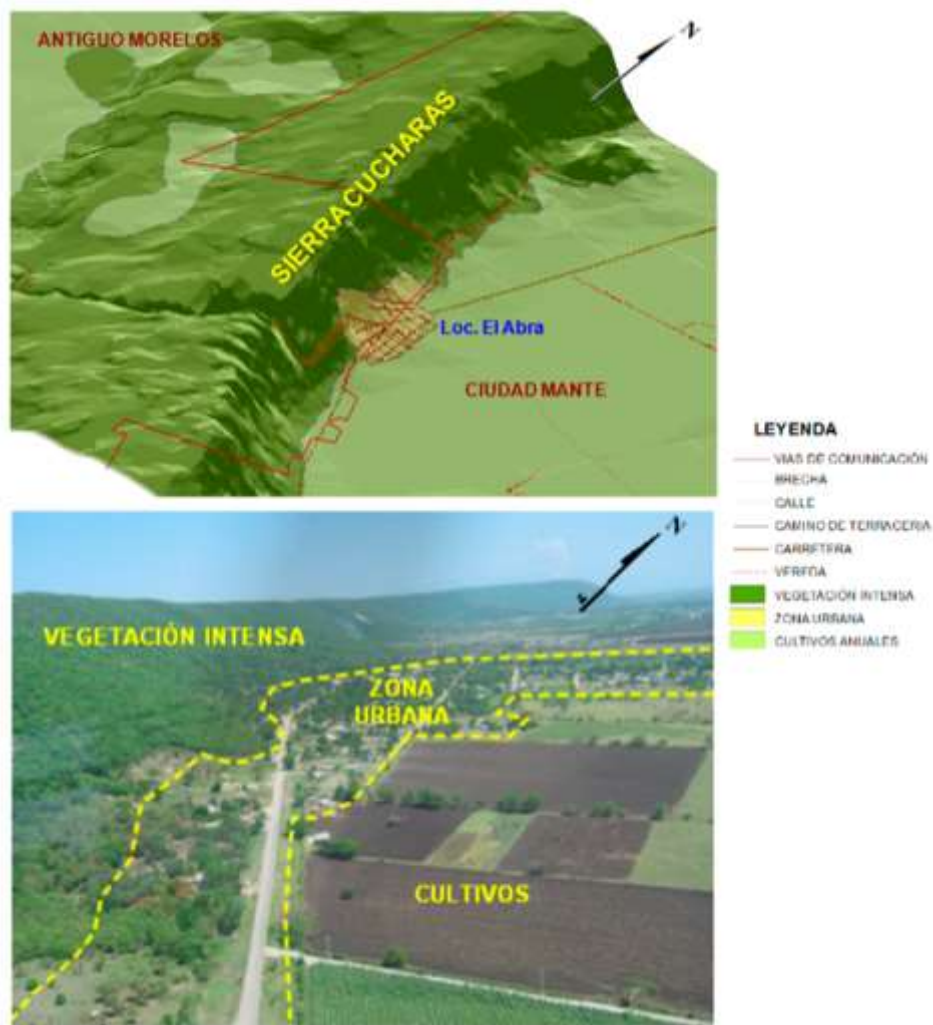 ANTIGUO MORELOS
N
SIERRA CUCHARAS
Loc. El Abra
CIUDAD MANTE
LEYENDA
VIAS DE COMUNICACIÓN
BRECHA
CALLE
CAMINO DE TERRACERIA
CARRETERA
VEREDA
VEGETACIÓN INTENSA
ZONA URBANA
CULTIVOS ANUALES
N
VEGETACIÓN INTENSA
ZONA
URBANA
CULTIVOS